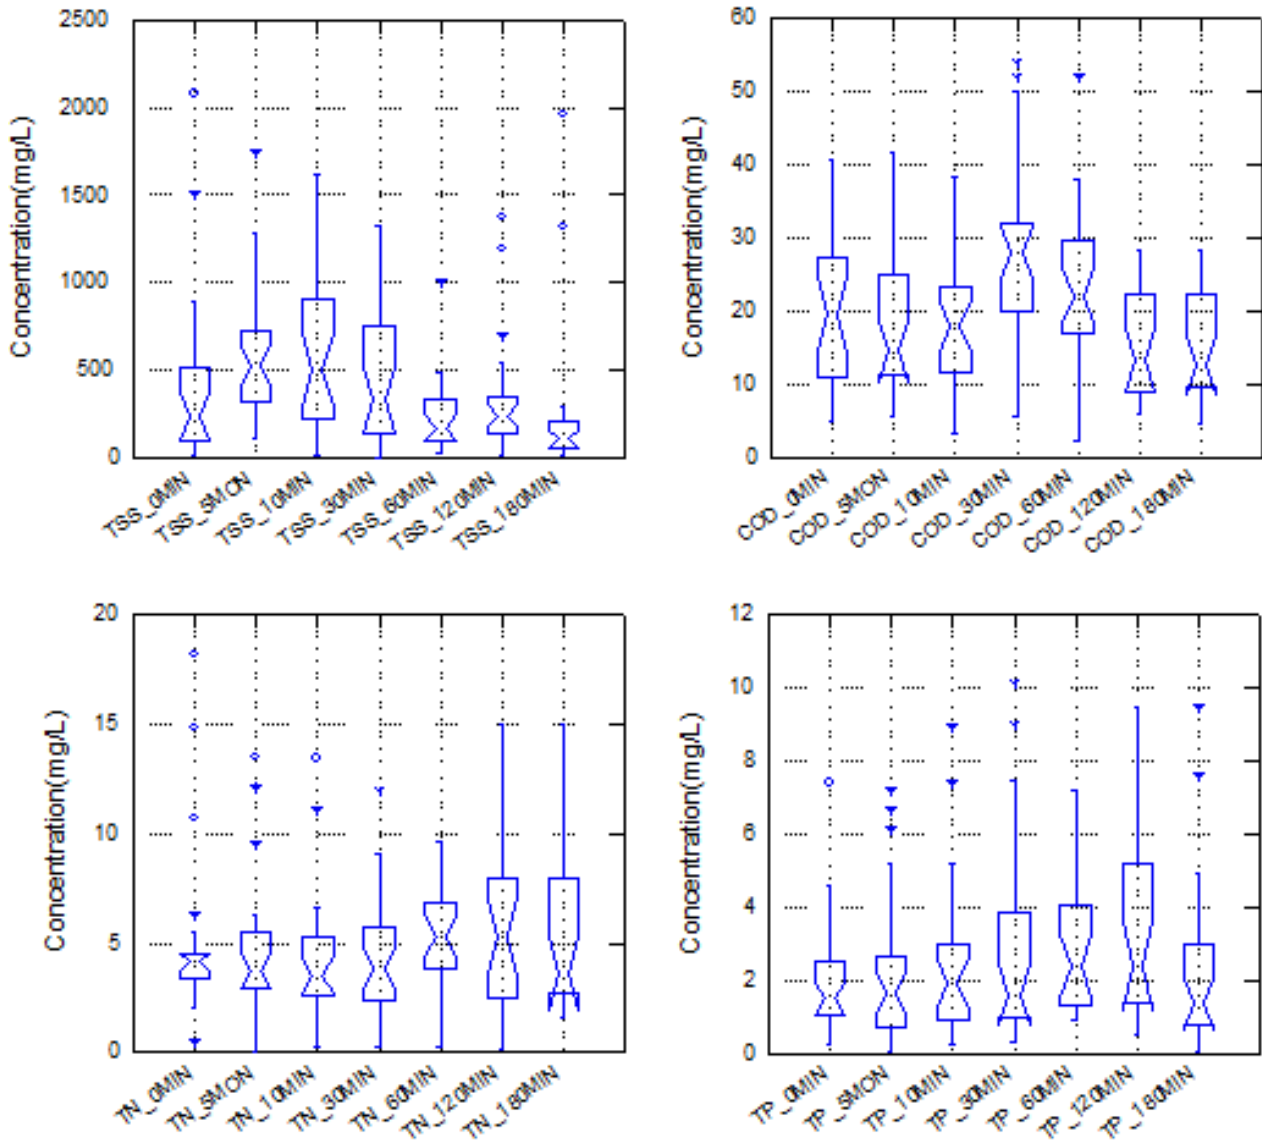 2500
2000
1500
1000
500
0
Concentration(mg/L)
TSS_0MIN
TSS_5MON
TSS_10MIN
TSS_30MIN
TSS_60MIN
TSS_120MIN
TSS_180MIN
60
50
40
30
20
10
0
Concentration(mg/L)
COD_0MIN
COD_5MON
COD_10MIN
COD_30MIN
COD_60MIN
COD_120MIN
COD_180MIN
20
15
10
5
0
Concentration(mg/L)
TN_0MIN
TN_5MON
TN_10MIN
TN_30MIN
TN_60MIN
TN_120MIN
TN_180MIN
12
10
8
6
4
2
0
Concentration(mg/L)
TP_0MIN
TP_5MON
TP_10MIN
TP_30MIN
TP_60MIN
TP_120MIN
TP_180MIN